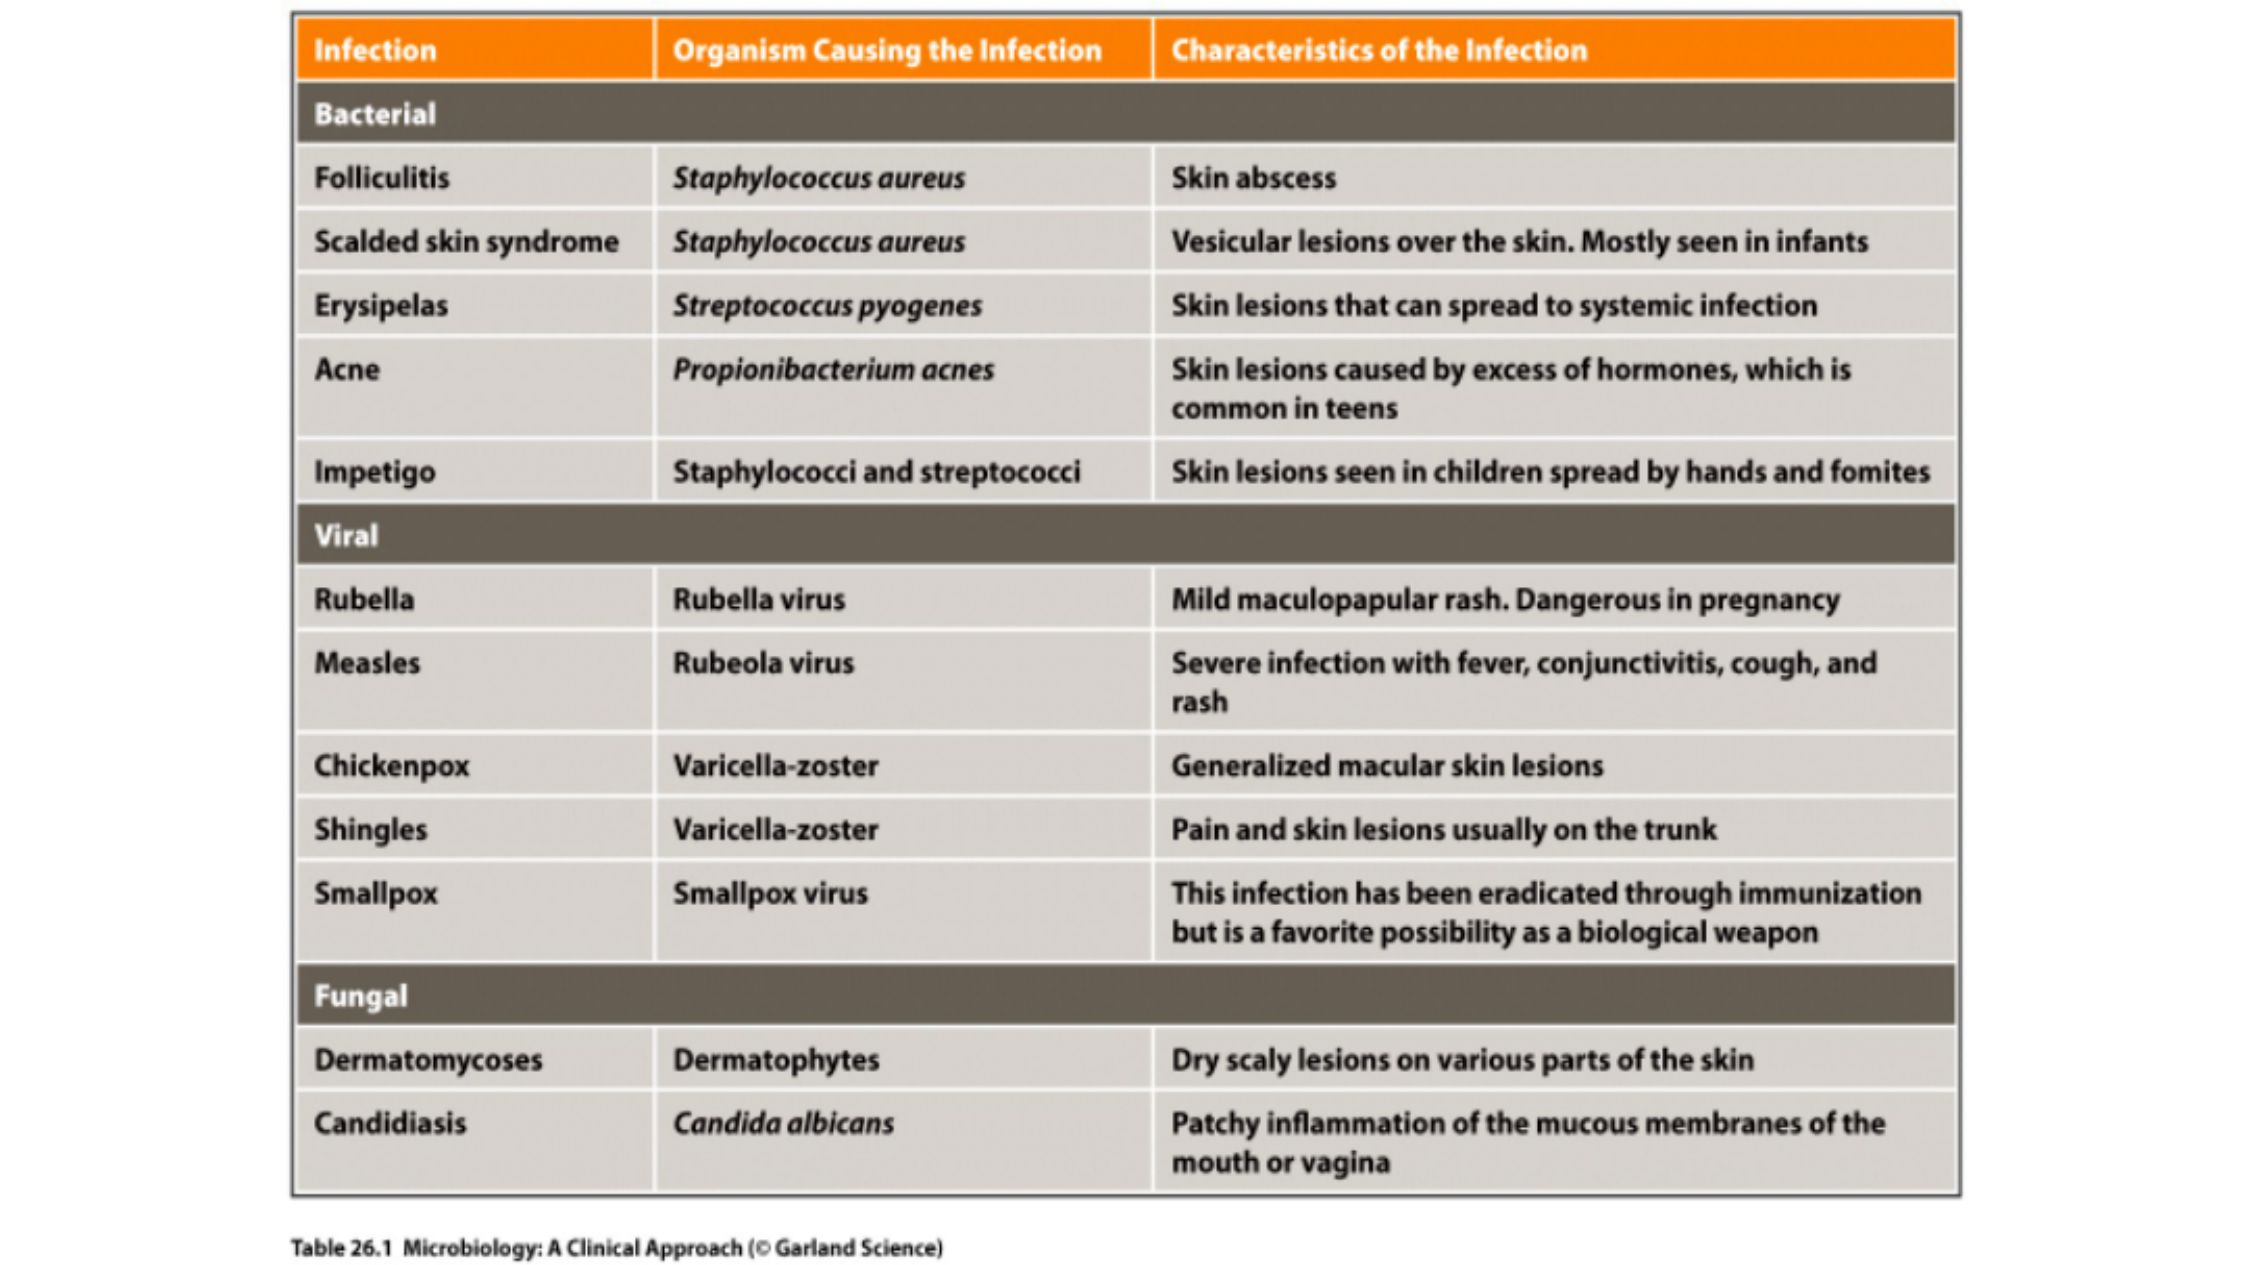 Infection Organism Causing the Infection Characteristics of the Infection
Bacterial
Folliculitis Staphylococcus aureus Skin abscess
Scalded skin syndrome Staphylococcus aureus Vesicular lesions over the skin. Mostly seen in infants
Erysipelas Streptococcus pyogenes Skin lesions that can spread to systemic infection
Acne Propionibacterium acnes Skin lesions caused by excess of hormones, which is
common in teens
Impetigo Staphylococci and streptococci Skin lesions seen in children spread by hands and fomites
Viral
Rubella Rubella virus Mild maculopapular rash. Dangerous in pregnancy
Measles Rubeola virus Severe infection with fever, conjunctivitis, cough, and
rash
Chickenpox Varicella-zoster Generalized macular skin lesions
Shingles Varicella-zoster Pain and skin lesions usually on the trunk
Smallpox Smallpox virus This infection has been eradicated through immunization
but is a favorite possibility as a biological weapon
Fungal
Dermatomycoses Dermatophytes Dry scaly lesions on various parts of the skin
Candidiasis Candida albicans Patchy inflammation of the mucous membranes of the
mouth or vagina
Table 26.1 Microbiology: A Clinical Approach (© Garland Science)